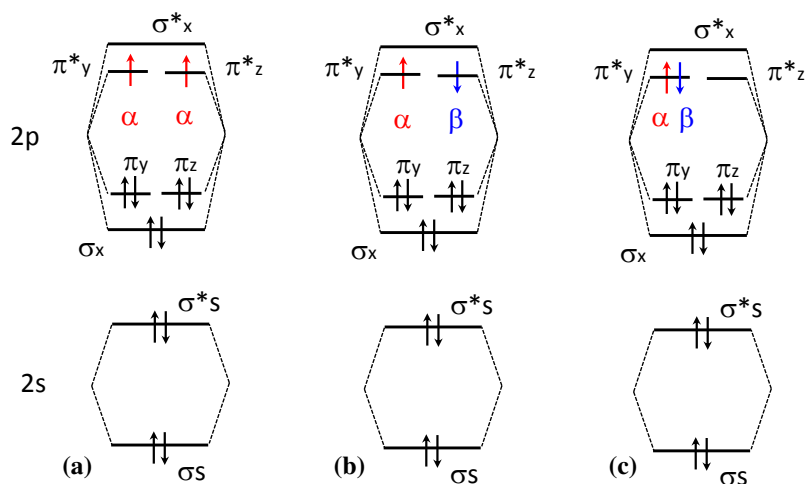 σ*x σ*x σ*x
π*y π*z π*y π*z π*y π*z
α α α β α β
2p
πy πz πy πz πy πz
σx σx σx
σ*s σ*s σ*s
2s
(a) σs (b) σs (c) σs